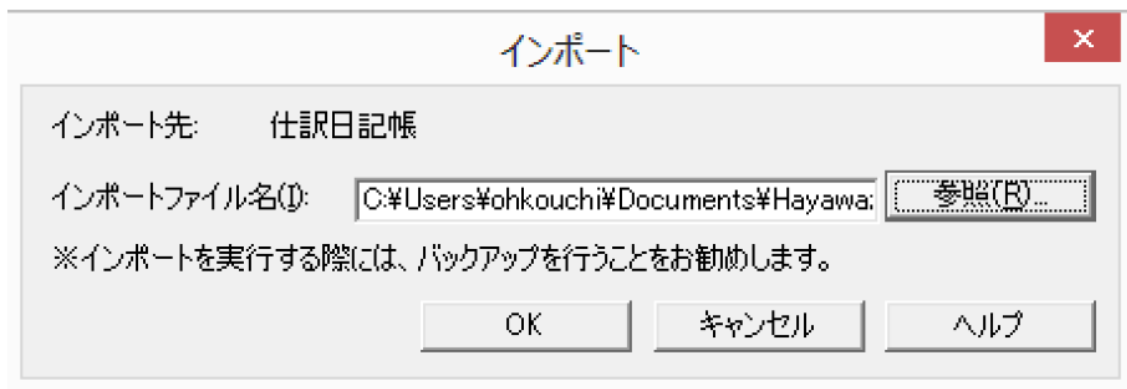 インポート
インポート先: 仕訳日記帳
インポートファイル名(I): C:¥Users¥ohkouchi¥Documents¥Hayawa 参照(R)...
※インポートを実行する際には、バックアップを行うことをお勧めします。
OK キャンセル ヘルプ